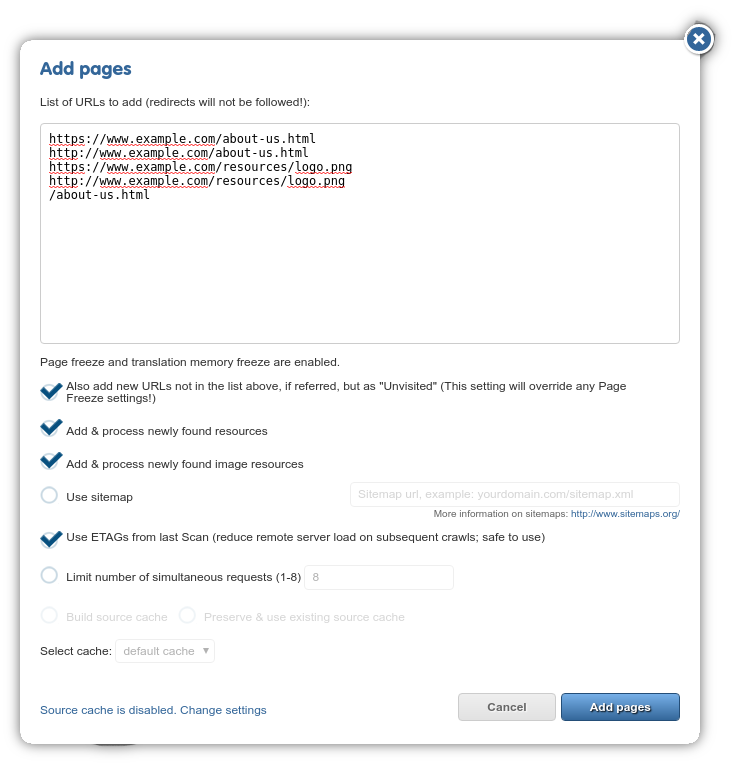 Add pages
List of URLs to add (redirects will not be followed!):
https://www.example.com/about-us.html
http://www.example.com/about-us.html
https://www.example.com/resources/logo.png
http://www.example.com/resources/logo.png
/about-us.html
Page freeze and translation memory freeze are enabled.
Also add new URLs not in the list above, if referred, but as "Unvisited" (This setting will override any Page
Freeze settings!)
Add & process newly found resources
Add & process newly found image resources
Use sitemap
Sitemap url, example: yourdomain.com/sitemap.xml
More information on sitemaps: http://www.sitemaps.org/
Use ETAGs from last Scan (reduce remote server load on subsequent crawls; safe to use)
Limit number of simultaneous requests (1-8) 8
Build source cache Preserve & use existing source cache
Select cache: default cache
Source cache is disabled. Change settings
Cancel Add pages